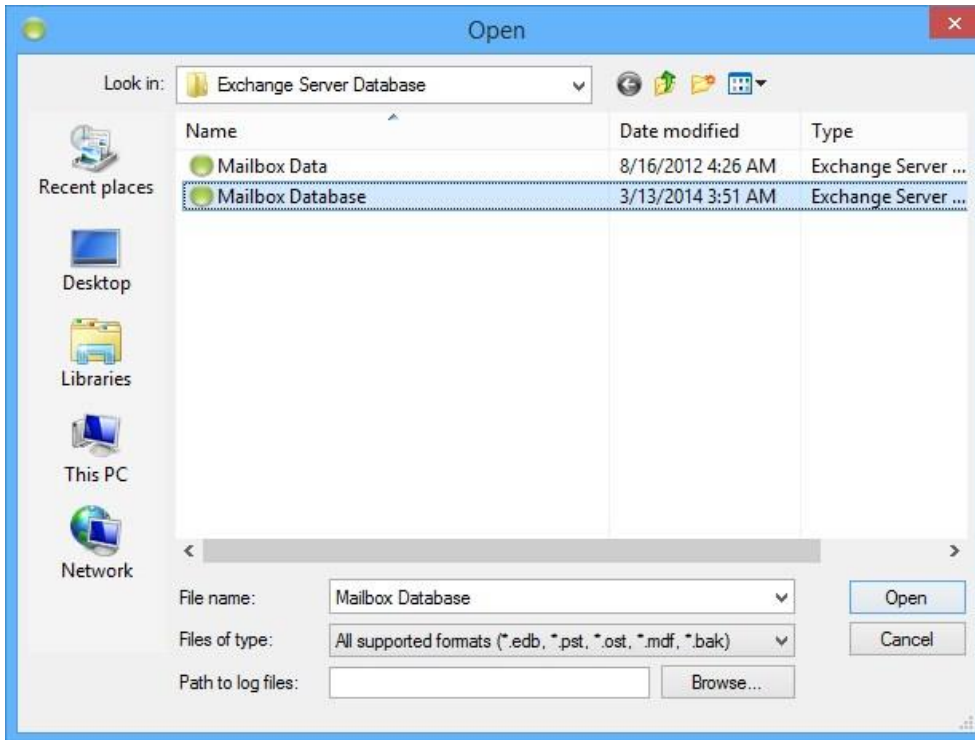 Open
Look in: Exchange Server Database
Name Date modified Type
Mailbox Data 8/16/2012 4:26 AM Exchange Server ...
Mailbox Database 3/13/2014 3:51 AM Exchange Server ...
Recent places
Desktop
Libraries
This PC
Network
File name: Mailbox Database Open
Files of type: All supported formats (*.edb, *.pst, *.ost, *.mdf, *.bak) Cancel
Path to log files: Browse...